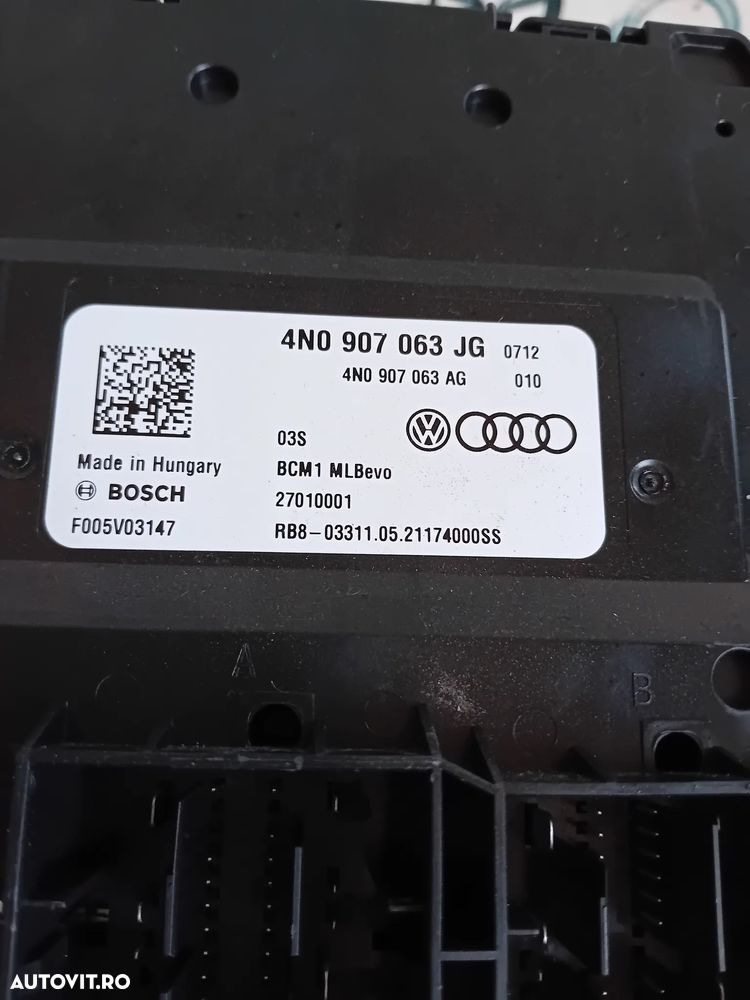 4N0 907 063 JG 0712
4N0 907 063 AG 010
03S
Made in Hungary BCM1 MLBevo
BOSCH 27010001
F005V03147 RB8-03311.05.21174000SS
A
B
AUTOVIT.RO